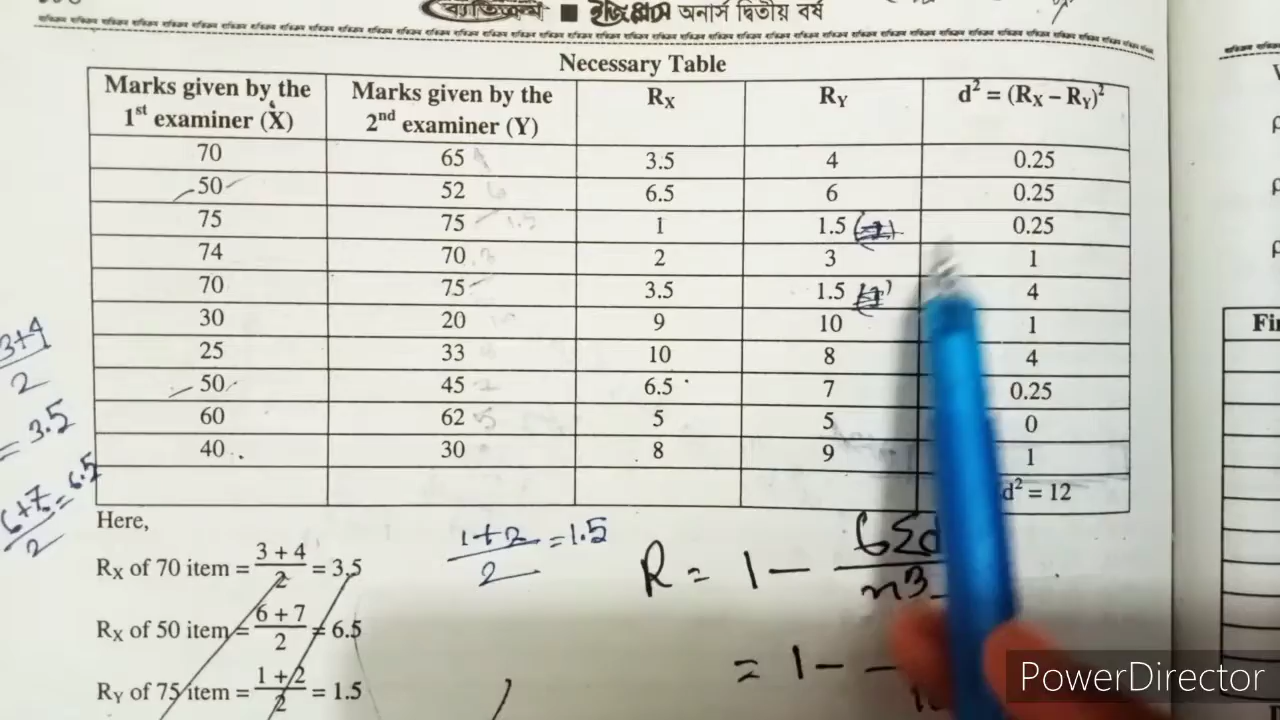 ■ অনার্স দ্বিতীয় বর্ষ
Necessary Table
Marks given by the 1st examiner (X) Marks given by the 2nd examiner (Y) RX RY d² = (RX – RY)²
70 65 3.5 4 0.25
50 52 6.5 6 0.25
75 75 1 1.5 0.25
74 70 2 3 1
70 75 3.5 1.5 4
30 20 9 10 1
25 33 10 8 4
50 45 6.5 7 0.25
60 62 5 5 0
40 30 8 9 1
d² = 12
3+4/2
= 3.5
6+7/2 = 6.5
Here,
1+2/2 = 1.5
RX of 70 item = 3 + 4/2 = 3.5
RX of 50 item = 6 + 7/2 = 6.5
RY of 75 item = 1 + 2/2 = 1.5
R = 1 – 6Σd/n³
= 1 –
PowerDirector
Fi